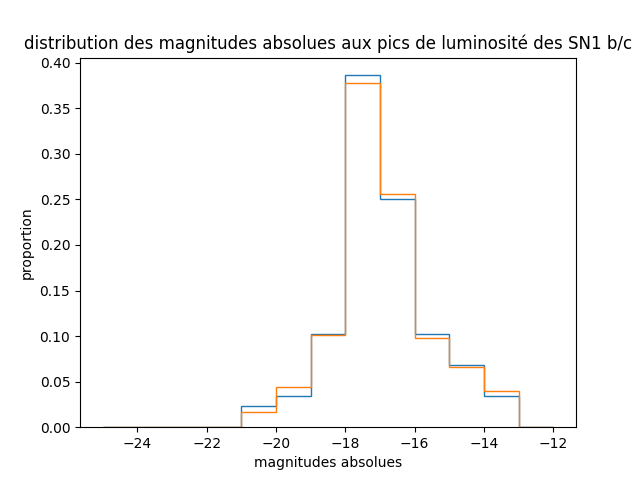 distribution des magnitudes absolues aux pics de luminosité des SN1 b/c
0.40
0.35
0.30
0.25
0.20
0.15
0.10
0.05
0.00
proportion
−24 −22 −20 −18 −16 −14 −12
magnitudes absolues